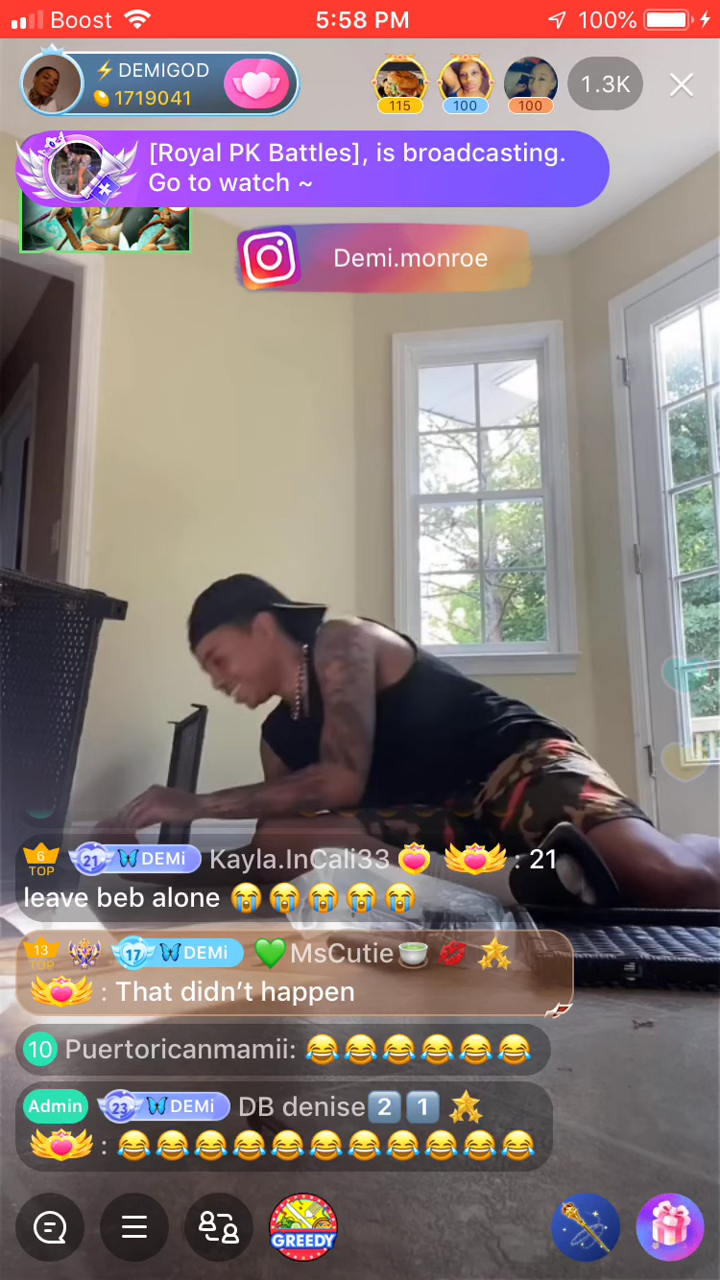 Boost 5:58 PM 100%
⚡DEMIGOD
1719041
115 100 100 1.3K
[Royal PK Battles], is broadcasting.
Go to watch ~
Demi.monroe
6 TOP 21 🦋DEMi Kayla.InCali33 : 21
leave beb alone 😭😭😭😭😭
13 TOP 17 🦋DEMi 💚MsCutie🍵💋
: That didn't happen
10 Puertoricanmamii: 😂😂😂😂😂😂
Admin 23 🦋DEMi DB denise2️⃣ 1️⃣
: 😂😂😂😂😂😂😂😂😂😂😂
GREEDY